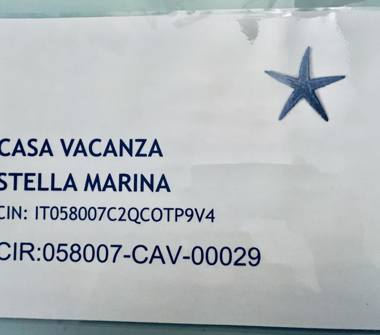 CASA VACANZA
STELLA MARINA
CIN: IT058007C2QCOTP9V4
CIR:058007-CAV-00029